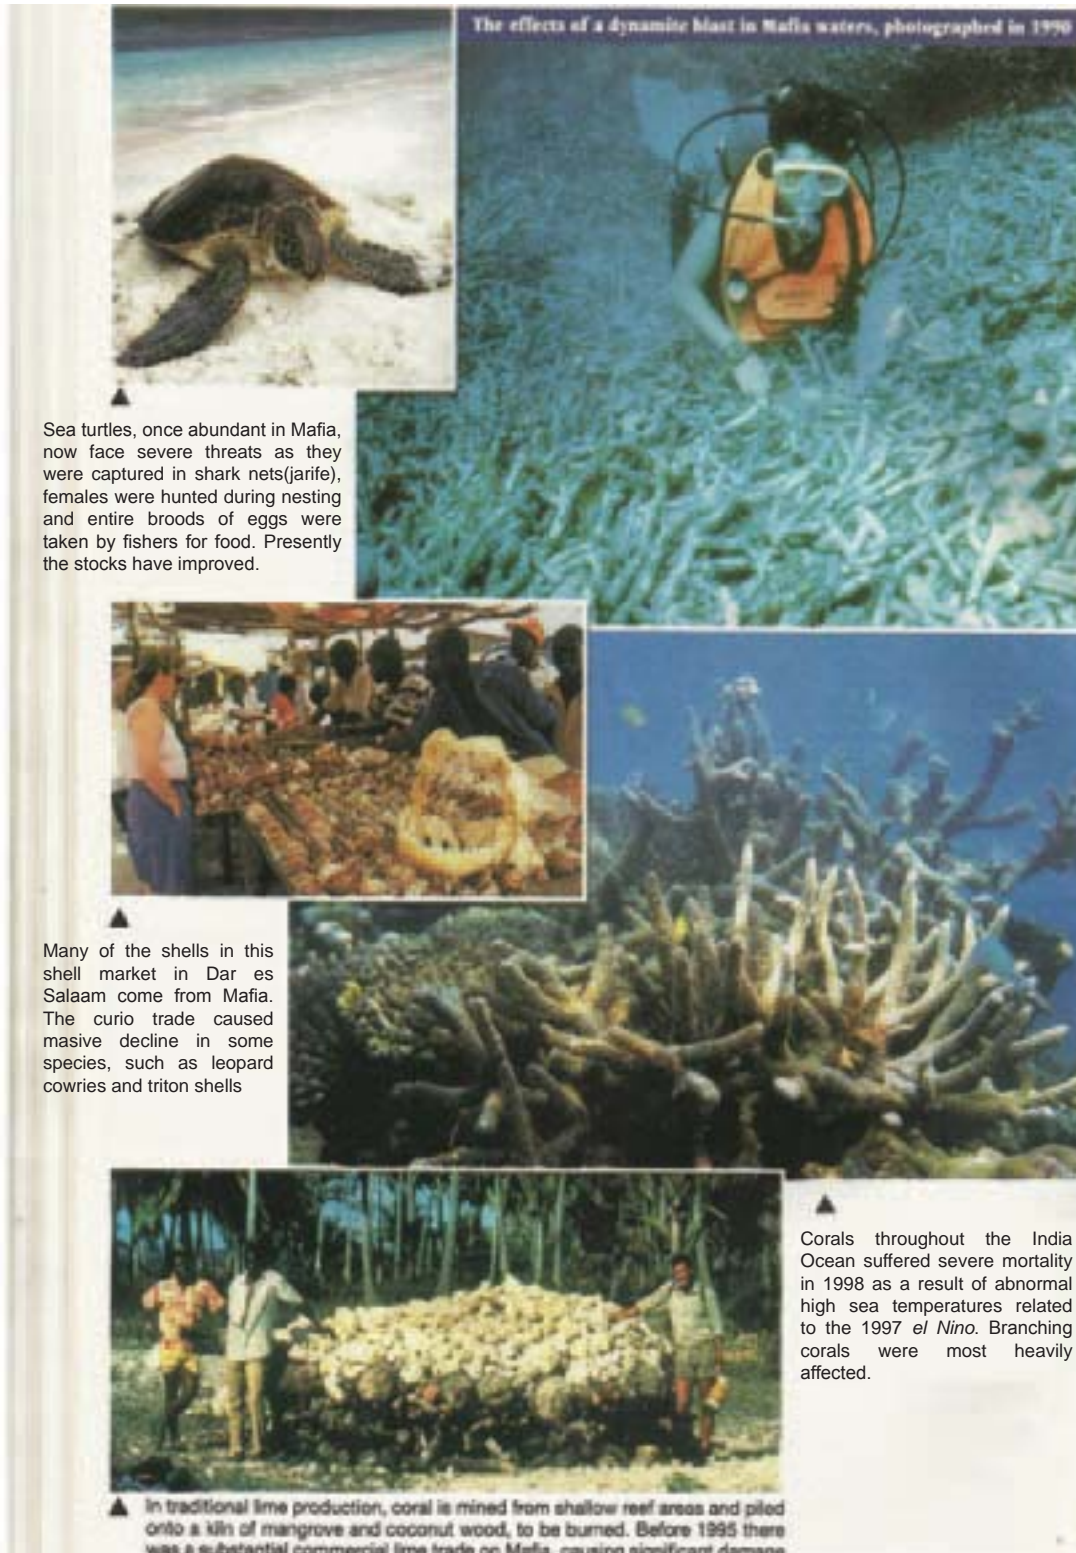 The effects of a dynamite blast in Mafia waters, photographed in 1990
Sea turtles, once abundant in Mafia,
now face severe threats as they
were captured in shark nets(jarife),
females were hunted during nesting
and entire broods of eggs were
taken by fishers for food. Presently
the stocks have improved.
Many of the shells in this
shell market in Dar es
Salaam come from Mafia.
The curio trade caused
masive decline in some
species, such as leopard
cowries and triton shells
Corals throughout the India
Ocean suffered severe mortality
in 1998 as a result of abnormal
high sea temperatures related
to the 1997 el Nino. Branching
corals were most heavily
affected.
In traditional lime production, coral is mined from shallow reef areas and piled
onto a kiln of mangrove and coconut wood, to be burned. Before 1995 there
was a substantial commercial lime trade on Mafia, causing significant damage